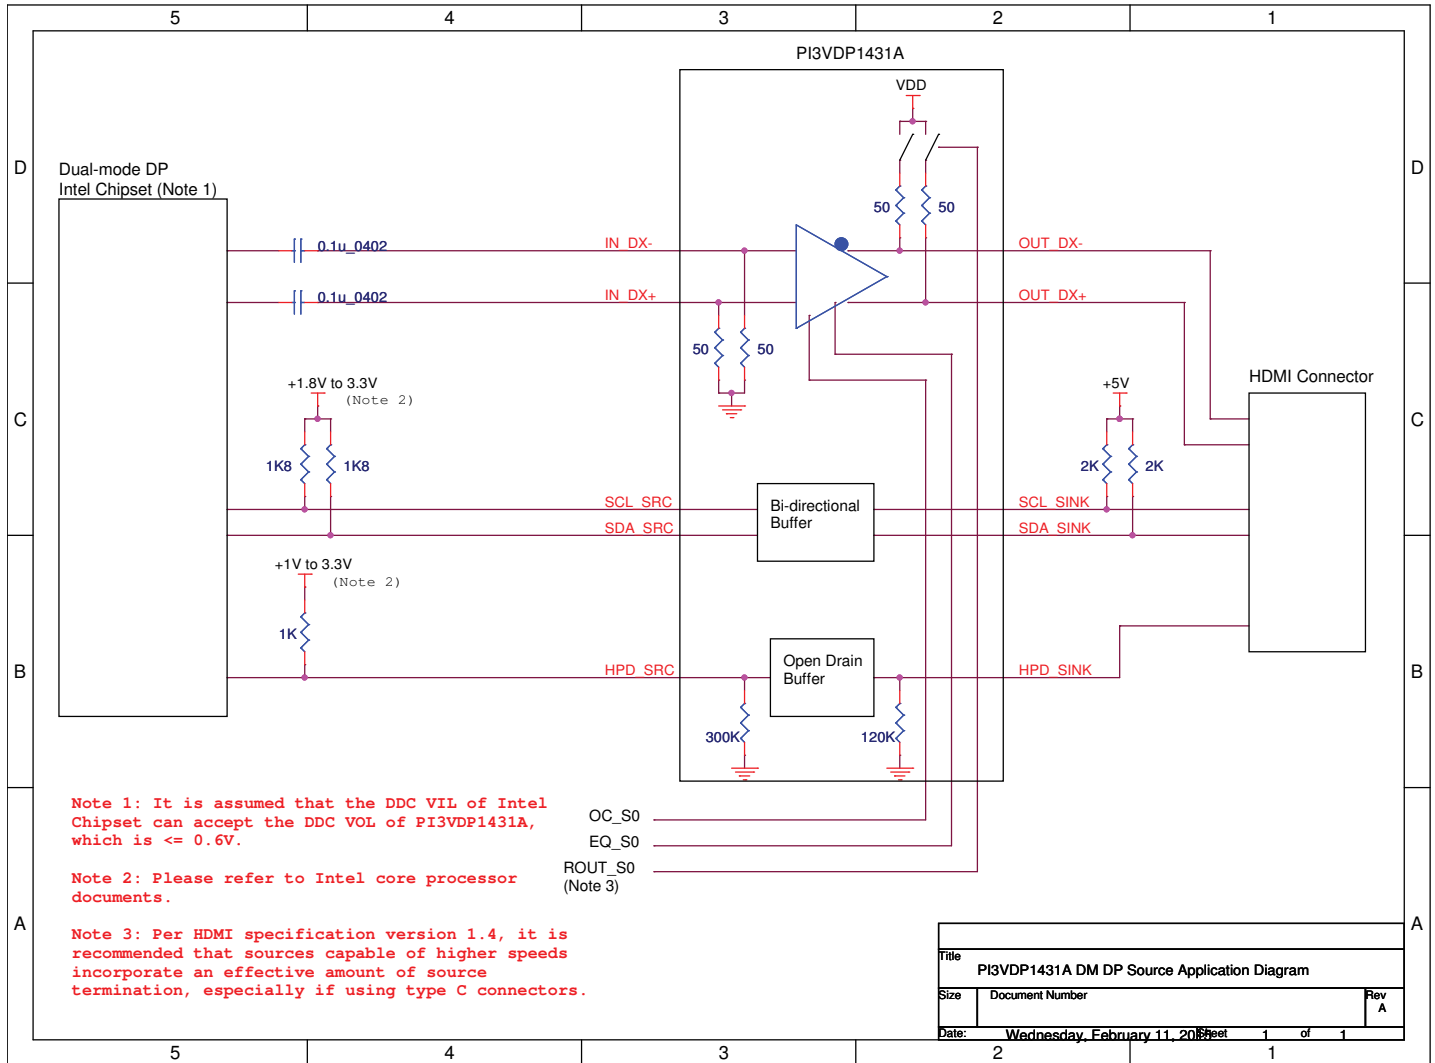 5 4 3 2 1
PI3VDP1431A
VDD
D D
Dual-mode DP
Intel Chipset (Note 1)
50 50
0.1u_0402 IN_DX- OUT_DX-
0.1u_0402 IN_DX+ OUT_DX+
50 50
+1.8V to 3.3V
(Note 2)
+5V
HDMI Connector
C C
1K8 1K8 2K 2K
SCL_SRC Bi-directional SCL_SINK
SDA_SRC Buffer SDA_SINK
+1V to 3.3V
(Note 2)
1K
B B
HPD_SRC Open Drain HPD_SINK
Buffer
300K 120K
Note 1: It is assumed that the DDC VIL of Intel
Chipset can accept the DDC VOL of PI3VDP1431A,
which is <= 0.6V.
OC_S0
EQ_S0
ROUT_S0
(Note 3)
Note 2: Please refer to Intel core processor
documents.
A A
Note 3: Per HDMI specification version 1.4, it is
recommended that sources capable of higher speeds
incorporate an effective amount of source
termination, especially if using type C connectors.
Title
PI3VDP1431A DM DP Source Application Diagram
Size Document Number Rev
A
Date: Wednesday, February 11, Sheet 1 of 1
5 4 3 2 1